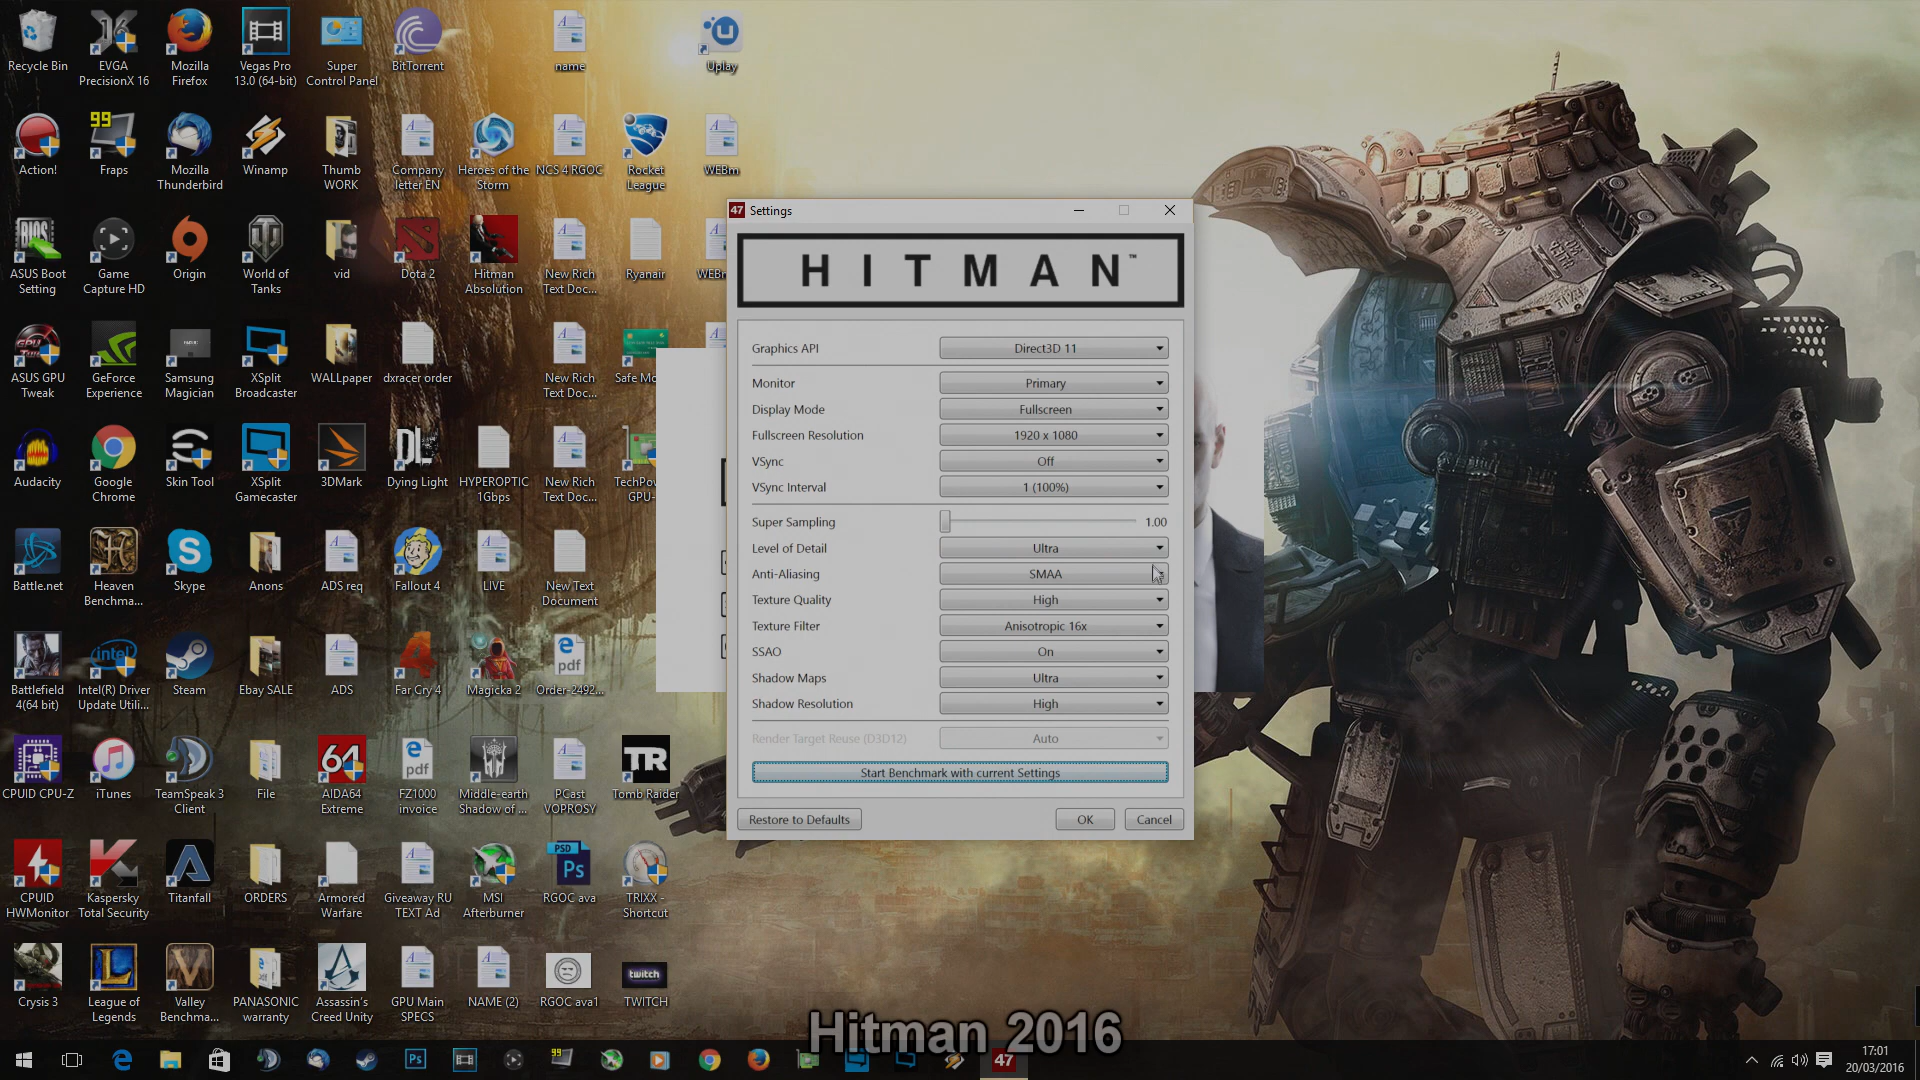 Recycle Bin
EVGA
PrecisionX 16
Mozilla
Firefox
Vegas Pro
13.0 (64-bit)
Super
Control Panel
BitTorrent
name
Uplay
Action!
99
Fraps
Mozilla
Thunderbird
Winamp
Thumb
WORK
Company
letter EN
Heroes of the
Storm
NCS 4 RGOC
Rocket
League
WEBm
ASUS Boot
Setting
Game
Capture HD
Origin
World of
Tanks
vid
Dota 2
Hitman
Absolution
New Rich
Text Doc...
Ryanair
ASUS GPU
Tweak
GeForce
Experience
Samsung
Magician
XSplit
Broadcaster
WALLpaper
dxracer order
New Rich
Text Doc...
Audacity
Google
Chrome
Skin Tool
XSplit
Gamecaster
3DMark
Dying Light
HYPEROPTIC
1Gbps
New Rich
Text Doc...
Battle.net
Heaven
Benchma...
Skype
Anons
ADS req
Fallout 4
LIVE
New Text
Document
Battlefield
4(64 bit)
Intel(R) Driver
Update Utili...
Steam
Ebay SALE
ADS
Far Cry 4
Magicka 2
pdf
Order-2492...
CPUID CPU-Z
iTunes
TeamSpeak 3
Client
File
64
AIDA64
Extreme
pdf
FZ1000
invoice
Middle-earth
Shadow of ...
PCast
VOPROSY
TR
Tomb Raider
CPUID
HWMonitor
Kaspersky
Total Security
Titanfall
ORDERS
Armored
Warfare
Giveaway RU
TEXT Ad
MSI
Afterburner
PSD
Ps
RGOC ava
TRIXX -
Shortcut
Crysis 3
League of
Legends
Valley
Benchma...
PANASONIC
warranty
Assassin's
Creed Unity
GPU Main
SPECS
NAME (2)
RGOC ava1
twitch
TWITCH
47 Settings
HITMAN™
Graphics API Direct3D 11
Monitor Primary
Display Mode Fullscreen
Fullscreen Resolution 1920 x 1080
VSync Off
VSync Interval 1 (100%)
Super Sampling 1.00
Level of Detail Ultra
Anti-Aliasing SMAA
Texture Quality High
Texture Filter Anisotropic 16x
SSAO On
Shadow Maps Ultra
Shadow Resolution High
Render Target Reuse (D3D12) Auto
Start Benchmark with current Settings
Restore to Defaults OK Cancel
Hitman 2016
47
17:01
20/03/2016